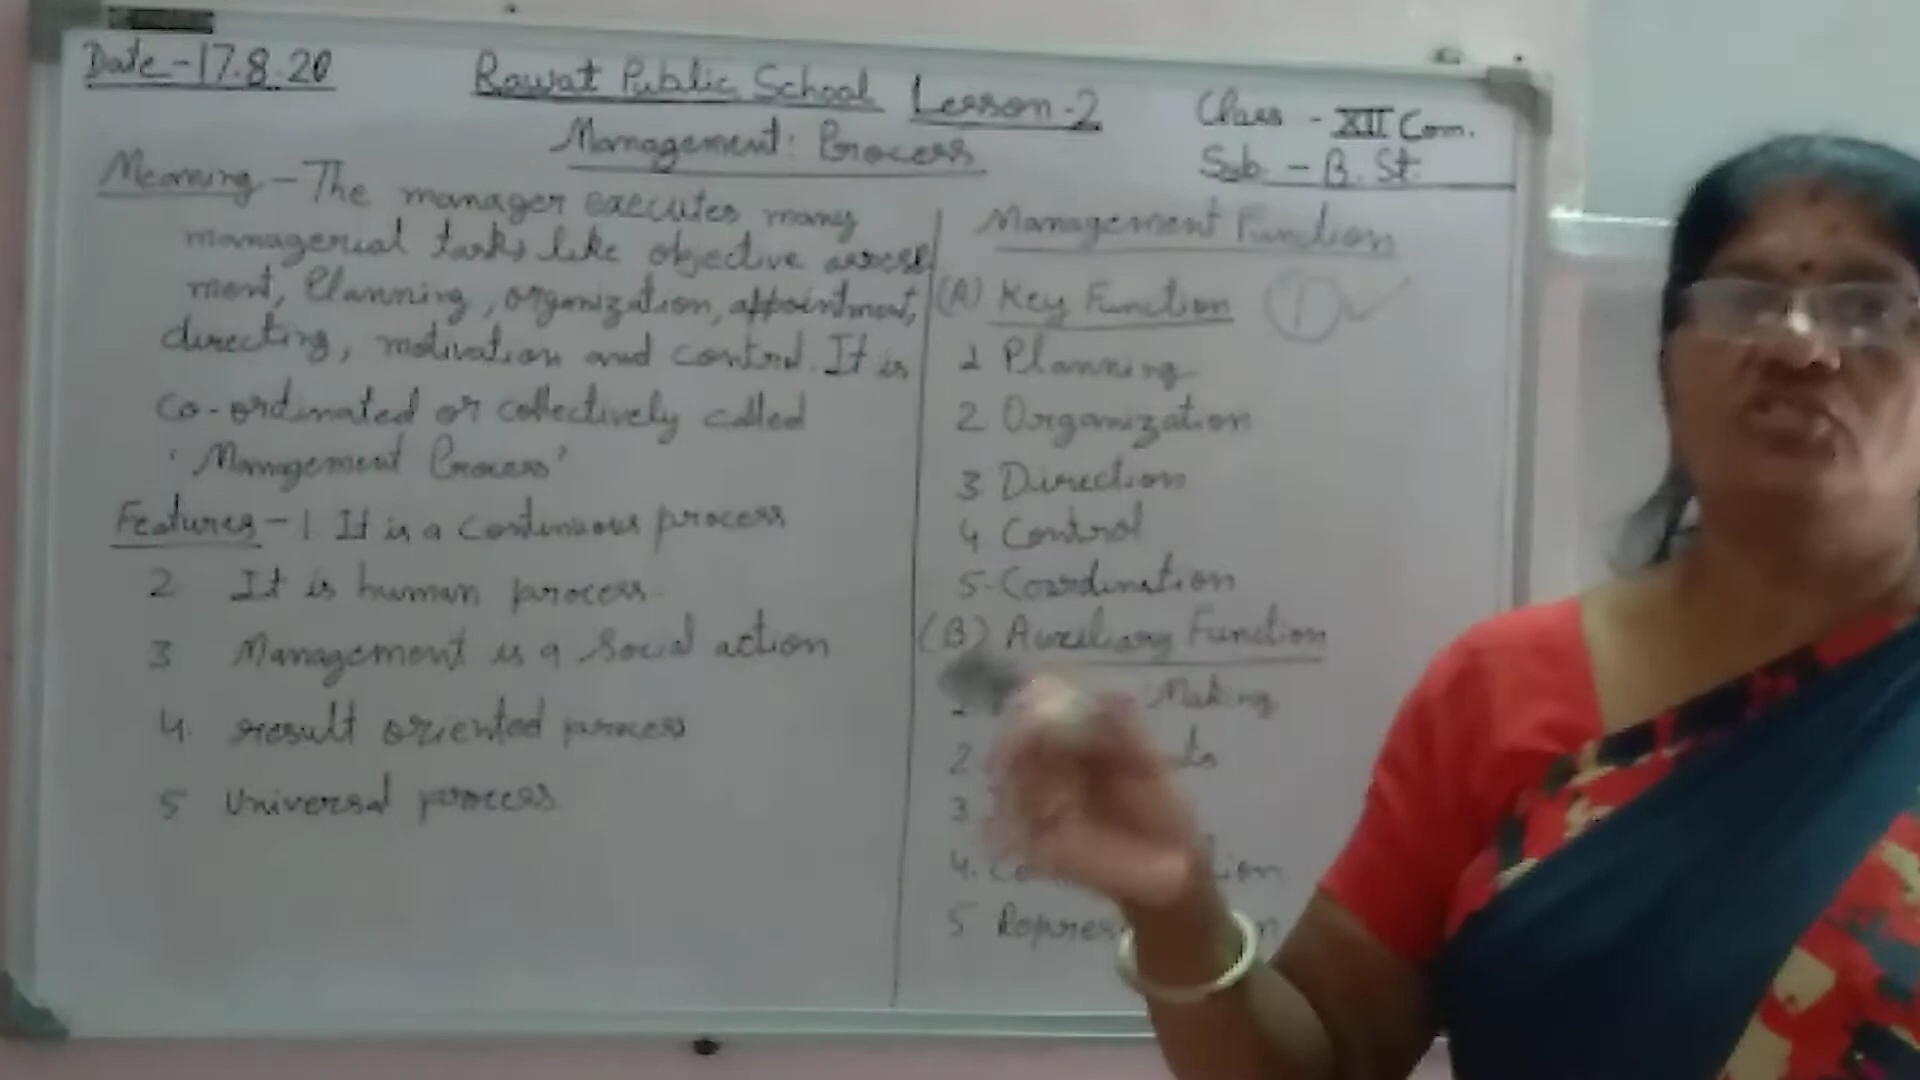 Date-17.8.20
Rawat Public School Lesson-2
Class - XII Com.
Management: Process
Sub. - B. St.
Meaning - The manager executes many
managerial tasks like objective assess
ment, Planning, organization, appointment,
directing, motivation and control. It is
co-ordinated or collectively called
'Management Process'
Features - 1 It is a continuous process
2 It is human process.
3 Management is a social action
4. result oriented process
5 Universal process
Management Function
(A) Key Function 1
1 Planning
2 Organization
3 Direction
4 Control
5. Coordination
(B) Auxiliary Function
1 Making
2
3.
4.
5